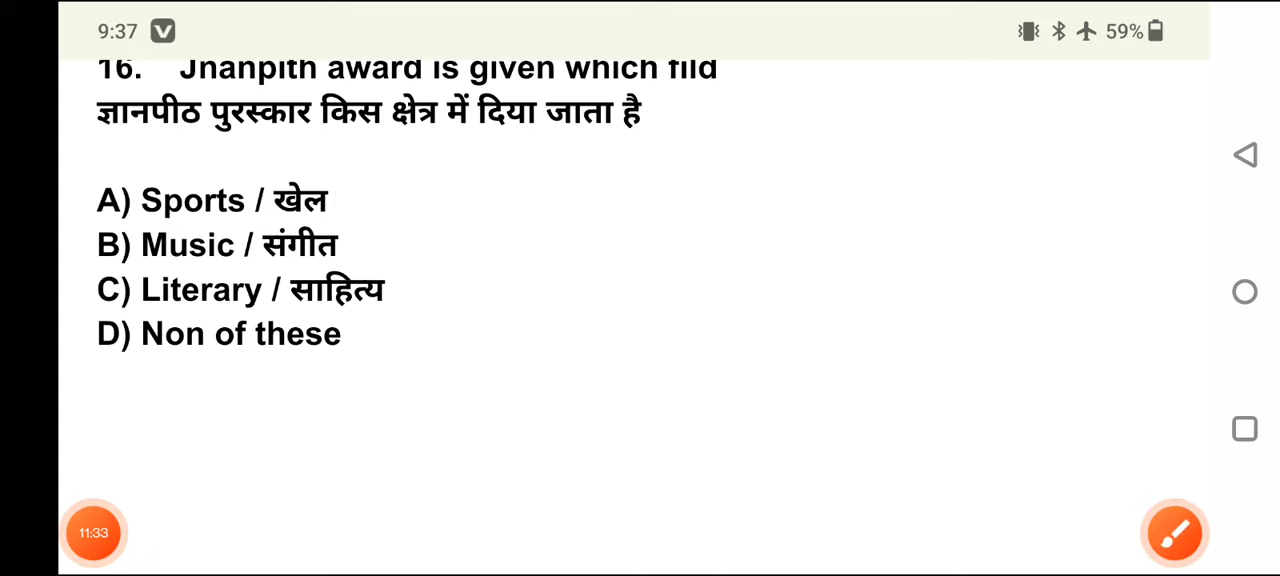 9:37
59%
16. Jnanpith award is given which fild
ज्ञानपीठ पुरस्कार किस क्षेत्र में दिया जाता है
A) Sports / खेल
B) Music / संगीत
C) Literary / साहित्य
D) Non of these
11:33